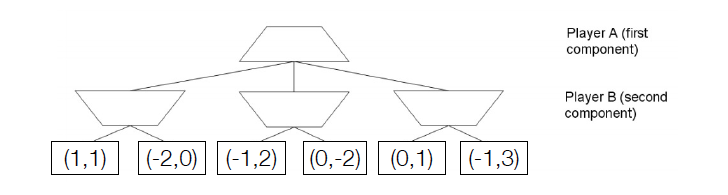 Player A (first
component)
Player B (second
component)
(1,1) (-2,0) (-1,2) (0,-2) (0,1) (-1,3)